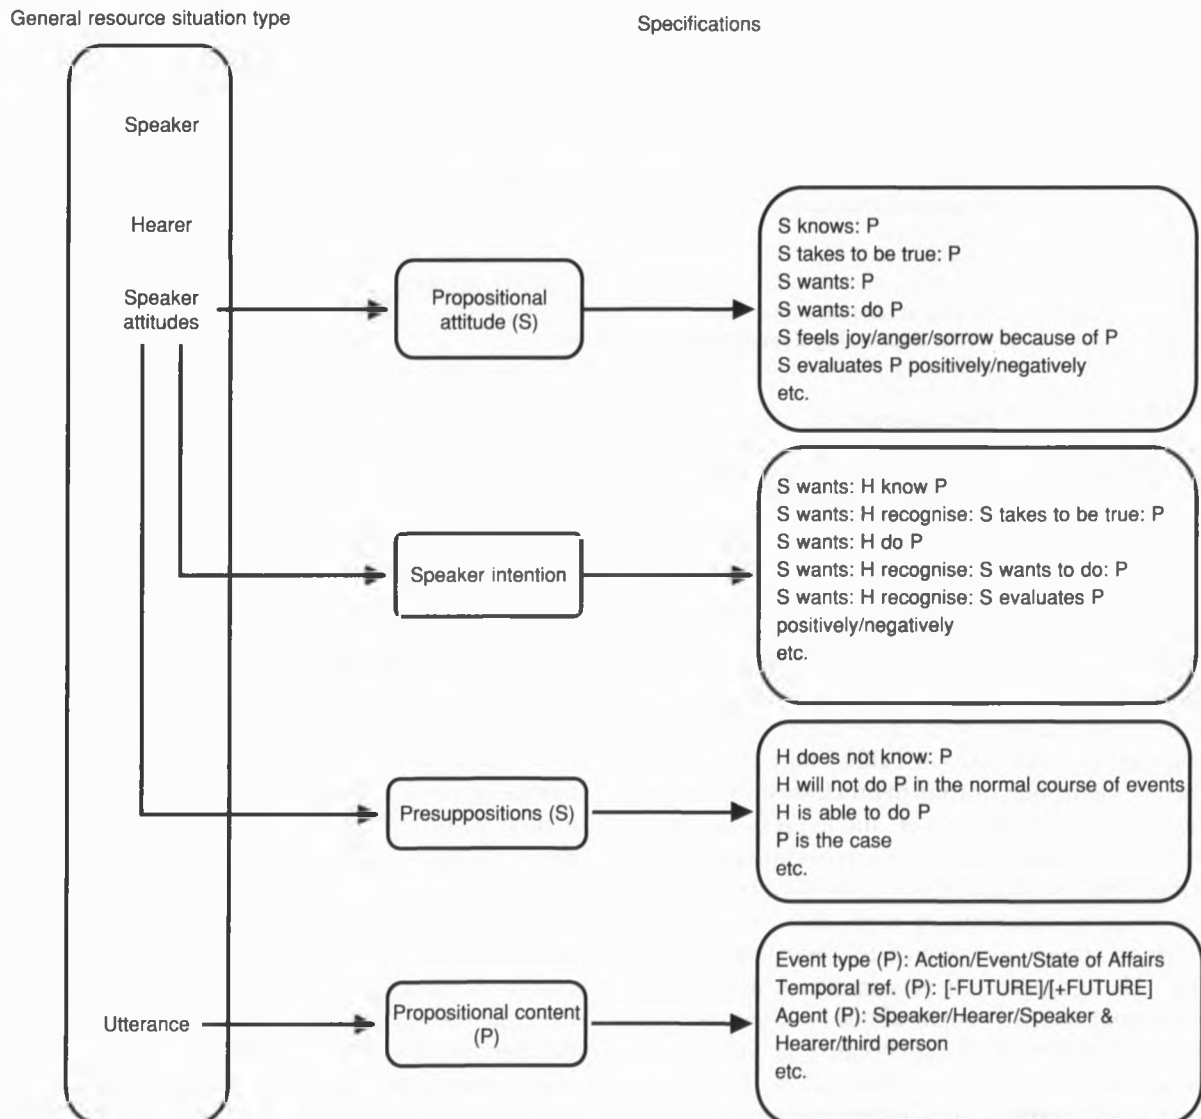 General resource situation type
Specifications
Speaker
Hearer
Speaker
attitudes
Propositional
attitude (S)
S knows: P
S takes to be true: P
S wants: P
S wants: do P
S feels joy/anger/sorrow because of P
S evaluates P positively/negatively
etc.
Speaker intention
S wants: H know P
S wants: H recognise: S takes to be true: P
S wants: H do P
S wants: H recognise: S wants to do: P
S wants: H recognise: S evaluates P
positively/negatively
etc.
Presuppositions (S)
H does not know: P
H will not do P in the normal course of events
H is able to do P
P is the case
etc.
Utterance
Propositional content
(P)
Event type (P): Action/Event/State of Affairs
Temporal ref. (P): [-FUTURE]/[+FUTURE]
Agent (P): Speaker/Hearer/Speaker &
Hearer/third person
etc.